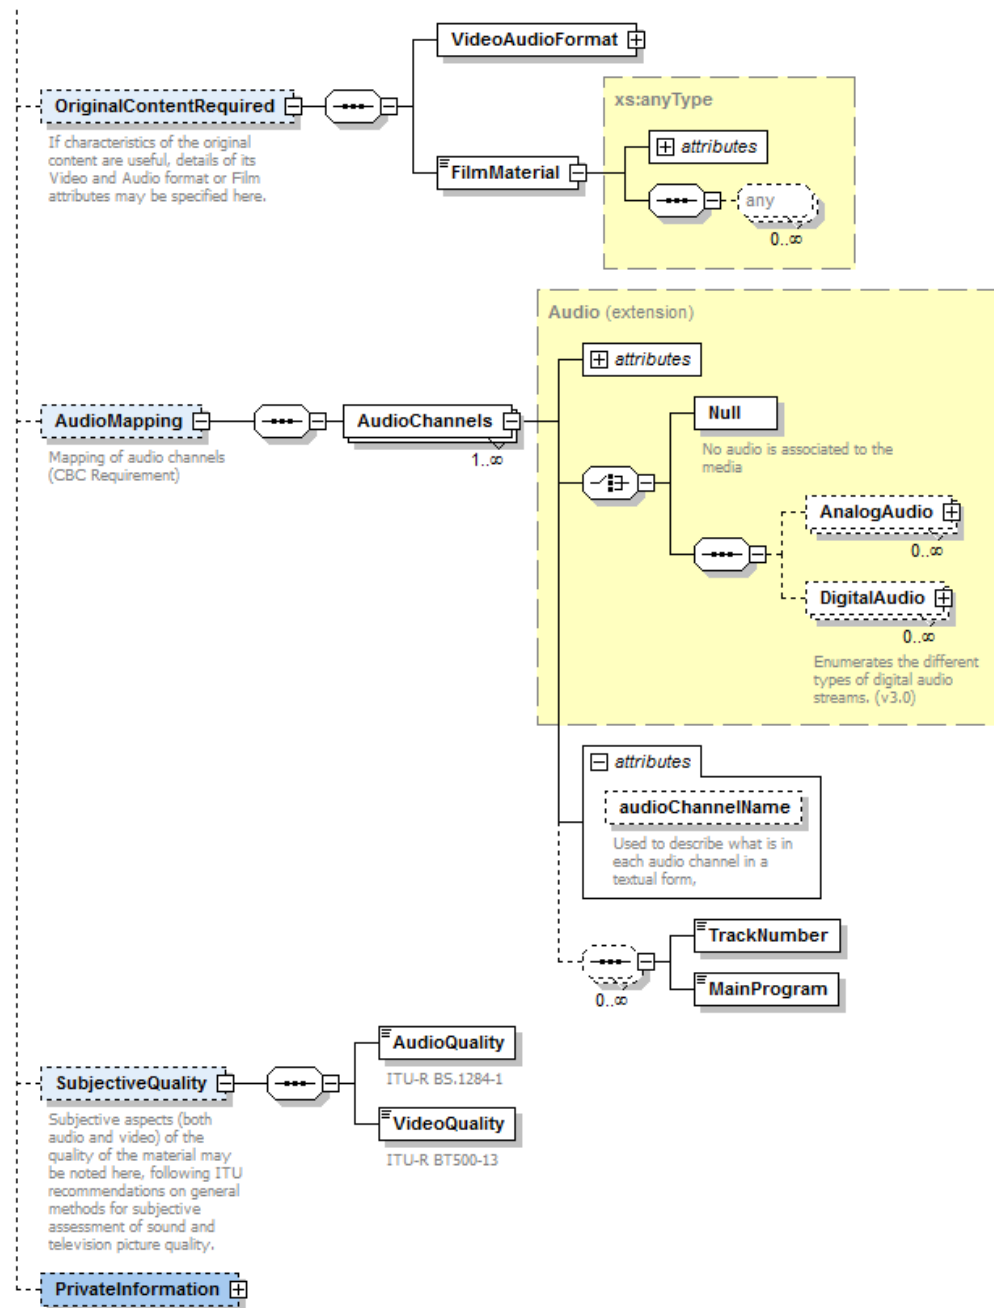 VideoAudioFormat
OriginalContentRequired
If characteristics of the original
content are useful, details of its
Video and Audio format or Film
attributes may be specified here.
xs:anyType
attributes
FilmMaterial
any
0..∞
Audio (extension)
attributes
AudioMapping
Mapping of audio channels
(CBC Requirement)
AudioChannels
1..∞
Null
No audio is associated to the
media
AnalogAudio
0..∞
DigitalAudio
0..∞
Enumerates the different
types of digital audio
streams. (v3.0)
attributes
audioChannelName
Used to describe what is in
each audio channel in a
textual form,
0..∞
TrackNumber
MainProgram
SubjectiveQuality
Subjective aspects (both
audio and video) of the
quality of the material may
be noted here, following ITU
recommendations on general
methods for subjective
assessment of sound and
television picture quality.
AudioQuality
ITU-R BS.1284-1
VideoQuality
ITU-R BT500-13
PrivateInformation